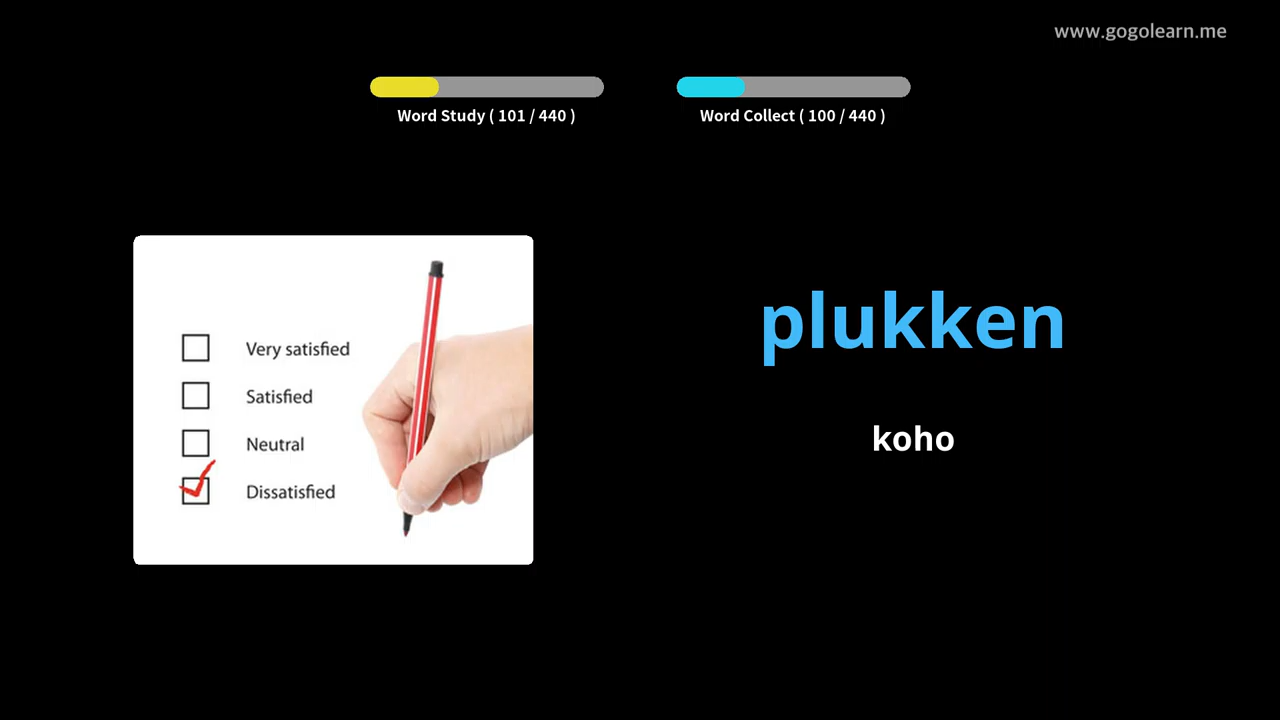 www.gogolearn.me
Word Study ( 101 / 440 )
Word Collect ( 100 / 440 )
Very satisfied
Satisfied
Neutral
Dissatisfied
plukken
koho